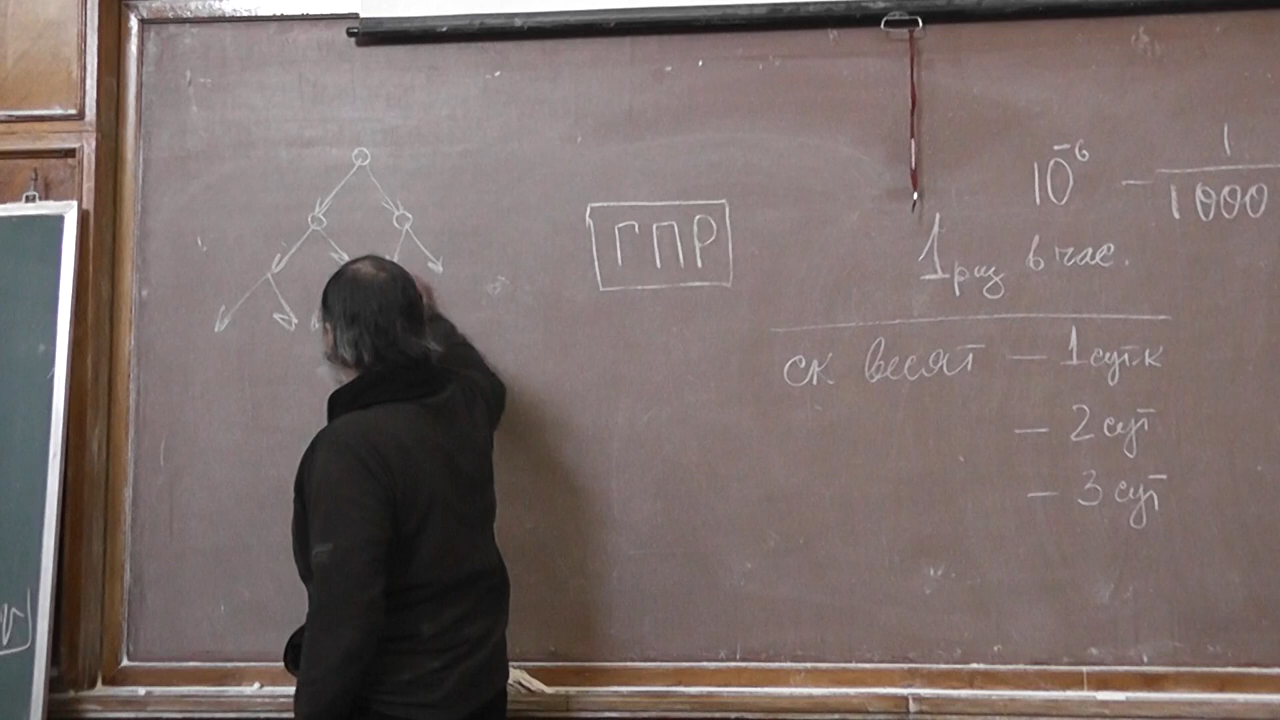 ГПР
10⁻⁶ — 1/1000
1 раз в час.
ск весят — 1 сут.к
— 2 сут
— 3 сут